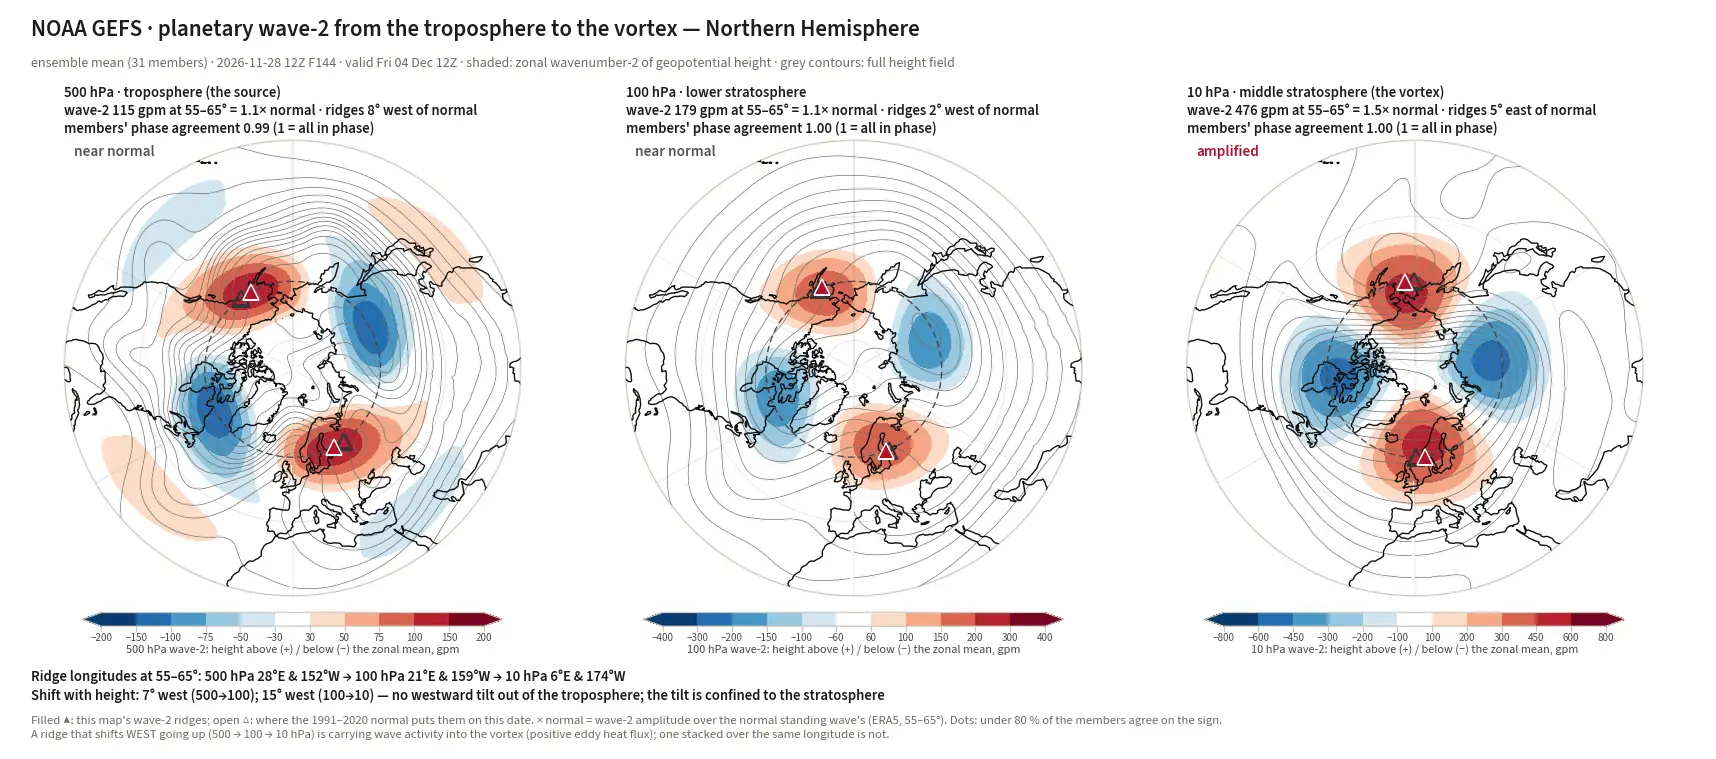 NOAA GEFS · planetary wave-2 from the troposphere to the vortex — Northern Hemisphere
ensemble mean (31 members) · 2026-11-28 12Z F144 · valid Fri 04 Dec 12Z · shaded: zonal wavenumber-2 of geopotential height · grey contours: full height field
500 hPa · troposphere (the source)
wave-2 115 gpm at 55–65° = 1.1× normal · ridges 8° west of normal
members' phase agreement 0.99 (1 = all in phase)
near normal
100 hPa · lower stratosphere
wave-2 179 gpm at 55–65° = 1.1× normal · ridges 2° west of normal
members' phase agreement 1.00 (1 = all in phase)
near normal
10 hPa · middle stratosphere (the vortex)
wave-2 476 gpm at 55–65° = 1.5× normal · ridges 5° east of normal
members' phase agreement 1.00 (1 = all in phase)
amplified
−200 −150 −100 −75 −50 −30 30 50 75 100 150 200
500 hPa wave-2: height above (+) / below (−) the zonal mean, gpm
−400 −300 −200 −150 −100 −60 60 100 150 200 300 400
100 hPa wave-2: height above (+) / below (−) the zonal mean, gpm
−800 −600 −450 −300 −200 −100 100 200 300 450 600 800
10 hPa wave-2: height above (+) / below (−) the zonal mean, gpm
Ridge longitudes at 55–65°: 500 hPa 28°E & 152°W → 100 hPa 21°E & 159°W → 10 hPa 6°E & 174°W
Shift with height: 7° west (500→100); 15° west (100→10) — no westward tilt out of the troposphere; the tilt is confined to the stratosphere
Filled ▲: this map's wave-2 ridges; open △: where the 1991–2020 normal puts them on this date. × normal = wave-2 amplitude over the normal standing wave's (ERA5, 55–65°). Dots: under 80 % of the members agree on the sign.
A ridge that shifts WEST going up (500 → 100 → 10 hPa) is carrying wave activity into the vortex (positive eddy heat flux); one stacked over the same longitude is not.